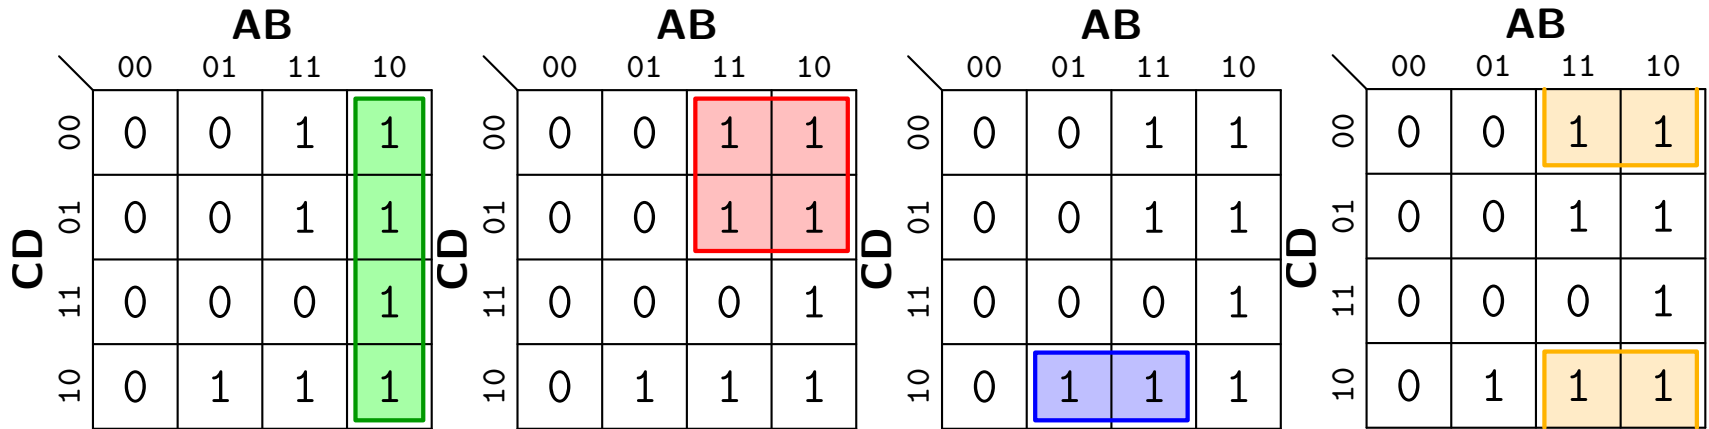 AB AB AB AB
00 01 11 10 00 01 11 10 00 01 11 10 00 01 11 10
00 0 0 1 1 00 0 0 1 1 00 0 0 1 1 00 0 0 1 1
01 0 0 1 1 01 0 0 1 1 01 0 0 1 1 01 0 0 1 1
CD CD CD CD
11 0 0 0 1 11 0 0 0 1 11 0 0 0 1 11 0 0 0 1
10 0 1 1 1 10 0 1 1 1 10 0 1 1 1 10 0 1 1 1